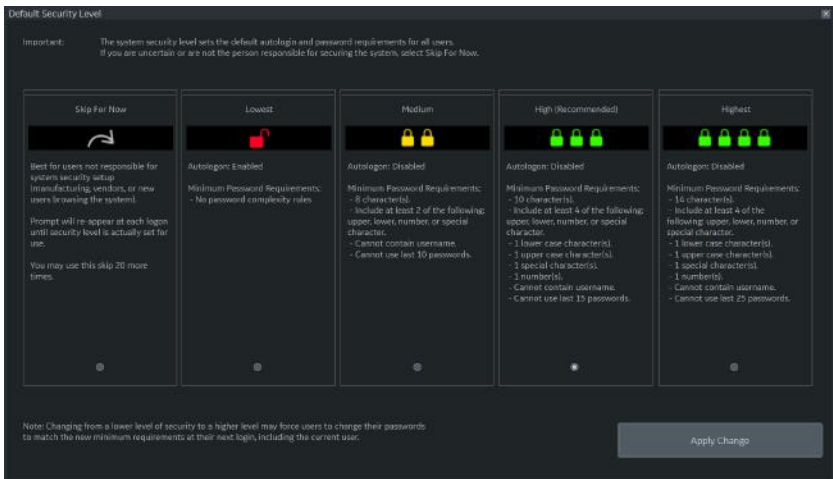 Default Security Level
Important: The system security level sets the default autologin and password requirements for all users.
If you are uncertain or are not the person responsible for securing the system, select Skip For Now.
Skip For Now
Best for users not responsible for
system security setup
(manufacturing, vendors, or new
users browsing the system).
Prompt will re-appear at each logon
until security level is actually set for
use.
You may use this skip 20 more
times.
Lowest
Autologon: Enabled
Minimum Password Requirements:
- No password complexity rules
Medium
Autologon: Disabled
Minimum Password Requirements:
- 8 character(s).
- Include at least 2 of the following:
upper, lower, number, or special
character.
- Cannot contain username.
- Cannot use last 10 passwords.
High (Recommended)
Autologon: Disabled
Minimum Password Requirements:
- 10 character(s).
- Include at least 4 of the following:
upper, lower, number, or special
character.
- 1 lower case character(s).
- 1 upper case character(s).
- 1 special character(s).
- 1 number(s).
- Cannot contain username.
- Cannot use last 15 passwords.
Highest
Autologon: Disabled
Minimum Password Requirements:
- 14 character(s).
- Include at least 4 of the
following: upper, lower, number, or
special character.
- 1 lower case character(s).
- 1 upper case character(s).
- 1 special character(s).
- 1 number(s).
- Cannot contain username.
- Cannot use last 25 passwords.
Note: Changing from a lower level of security to a higher level may force users to change their passwords
to match the new minimum requirements at their next login, including the current user.
Apply Change